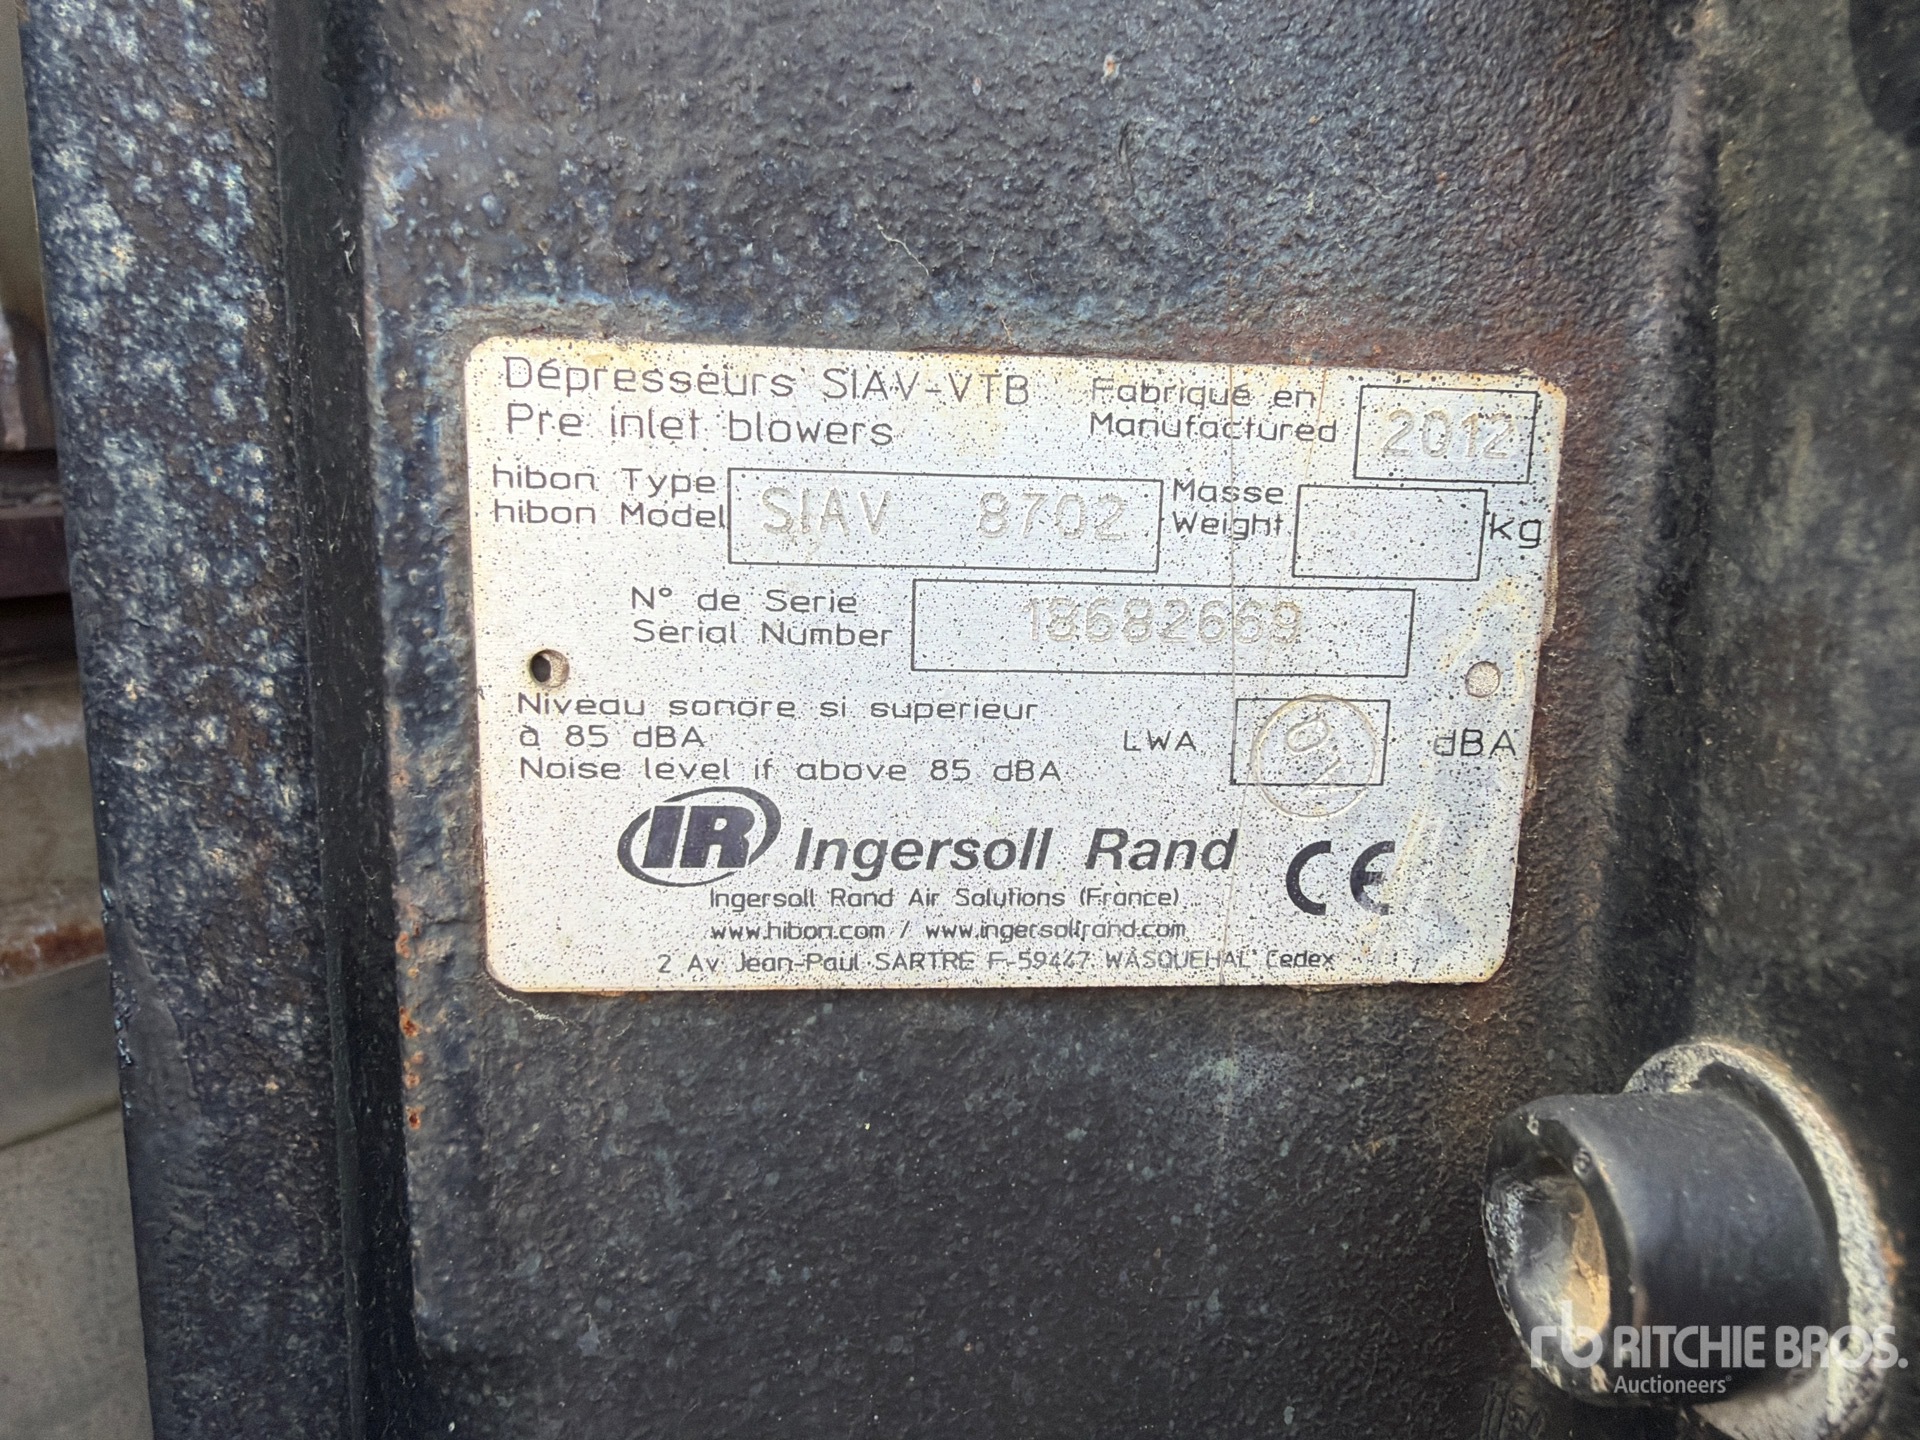 Dépresseurs SIAV-VTB Fabriqué en
Pre inlet blowers Manufactured 2012
hibon Type Masse
hibon Model SIAV 8702 Weight kg
N° de Serie
Serial Number 18682669
Niveau sonore si superieur
à 85 dBA LWA dBA
Noise level if above 85 dBA
IR Ingersoll Rand CE
Ingersoll Rand Air Solutions (France)
www.hibon.com / www.ingersollrand.com
2 Av Jean-Paul SARTRE F-59447 WASQUEHAL Cedex
rb RITCHIE BROS.
Auctioneers